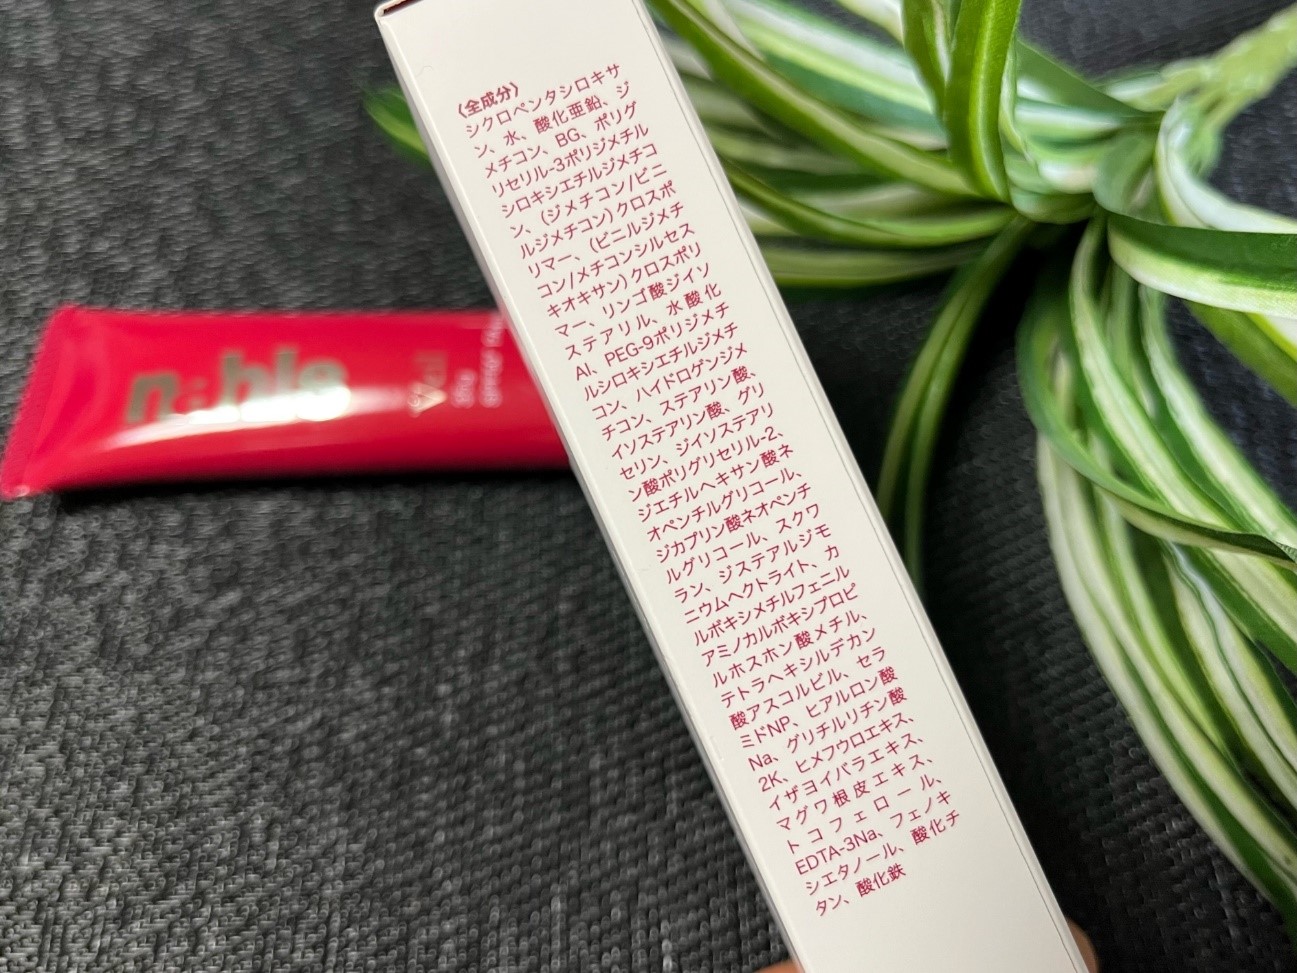 〈全成分〉
シクロペンタシロキサ
ン、水、酸化亜鉛、ジ
メチコン、BG、ポリグ
リセリル-3ポリジメチル
シロキシエチルジメチコ
ン、(ジメチコン/ビニ
ルジメチコン)クロスポ
リマー、(ビニルジメチ
コン/メチコンシルセス
キオキサン)クロスポリ
マー、リンゴ酸ジイソ
ステアリル、水酸化
Al、PEG-9ポリジメチ
ルシロキシエチルジメチ
コン、ハイドロゲンジメ
チコン、ステアリン酸、
イソステアリン酸、グリ
セリン、ジイソステアリ
ン酸ポリグリセリル-2、
ジエチルヘキサン酸ネ
オペンチルグリコール、
ジカプリン酸ネオペンチ
ルグリコール、スクワ
ラン、ジステアルジモ
ニウムヘクトライト、カ
ルボキシメチルフェニル
アミノカルボキシプロピ
ルホスホン酸メチル、
テトラヘキシルデカン
酸アスコルビル、セラ
ミドNP、ヒアルロン酸
Na、グリチルリチン酸
2K、ヒメフウロエキス、
イザヨイバラエキス、
マグワ根皮エキス、
トコフェロール、
EDTA-3Na、フェノキ
シエタノール、酸化チ
タン、酸化鉄